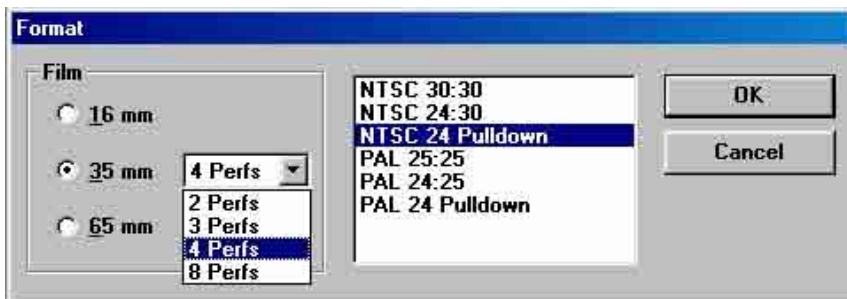 Format
Film
16 mm
35 mm
4 Perfs
65 mm
2 Perfs
3 Perfs
4 Perfs
8 Perfs
NTSC 30:30
NTSC 24:30
NTSC 24 Pulldown
PAL 25:25
PAL 24:25
PAL 24 Pulldown
OK
Cancel